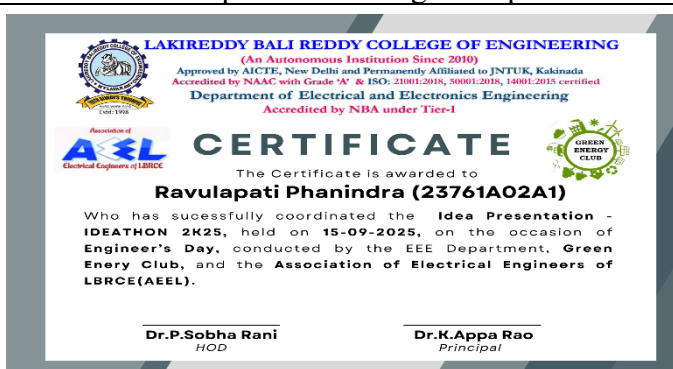 LAKIREDDY BALI REDDY COLLEGE OF ENGINEERING
(An Autonomous Institution Since 2010)
Approved by AICTE, New Delhi and Permanently Affiliated to JNTUK, Kakinada
Accredited by NAAC with Grade ‘A’ & ISO: 21001:2018, 50001:2018, 14001:2015 certified
Department of Electrical and Electronics Engineering
Accredited by NBA under Tier-I
Estd: 1998
Association of
AEEL
Electrical Engineers of LBRCE
CERTIFICATE
GREEN
ENERGY
CLUB
The Certificate is awarded to
Ravulapati Phanindra (23761A02A1)
Who has sucessfully coordinated the Idea Presentation -
IDEATHON 2K25, held on 15-09-2025, on the occasion of
Engineer’s Day, conducted by the EEE Department, Green
Enery Club, and the Association of Electrical Engineers of
LBRCE(AEEL).
Dr.P.Sobha Rani
HOD
Dr.K.Appa Rao
Principal